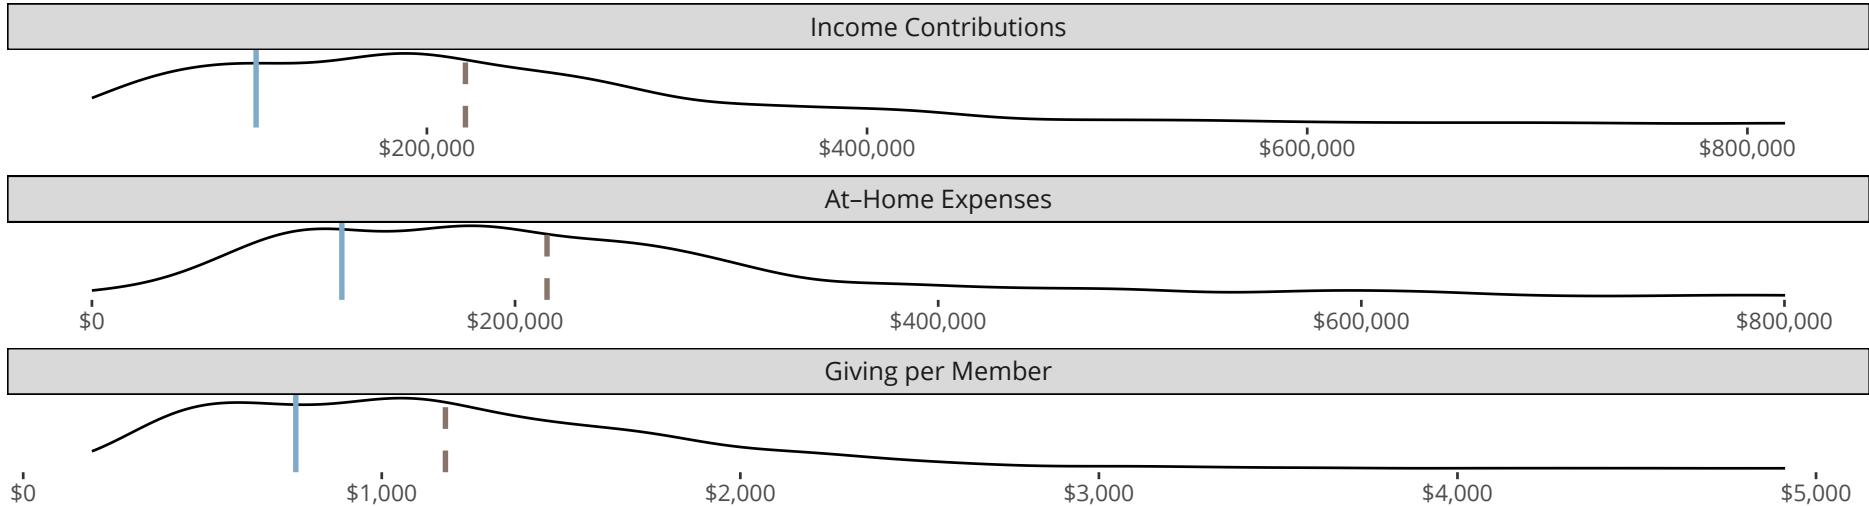 Income Contributions
$200,000 $400,000 $600,000 $800,000
At–Home Expenses
$0 $200,000 $400,000 $600,000 $800,000
Giving per Member
$0 $1,000 $2,000 $3,000 $4,000 $5,000